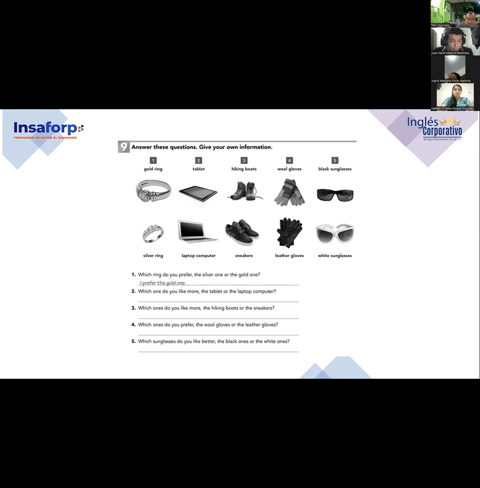 Insaforp
Inglés
Corporativo
9 Answer these questions. Give your own information.
1 2 3 4 5
gold ring tablet hiking boots wool gloves black sunglasses
silver ring laptop computer sneakers leather gloves white sunglasses
1. Which ring do you prefer, the silver one or the gold one?
I prefer the gold one.
2. Which one do you like more, the tablet or the laptop computer?
3. Which ones do you like more, the hiking boots or the sneakers?
4. Which ones do you prefer, the wool gloves or the leather gloves?
5. Which sunglasses do you like better, the black ones or the white ones?